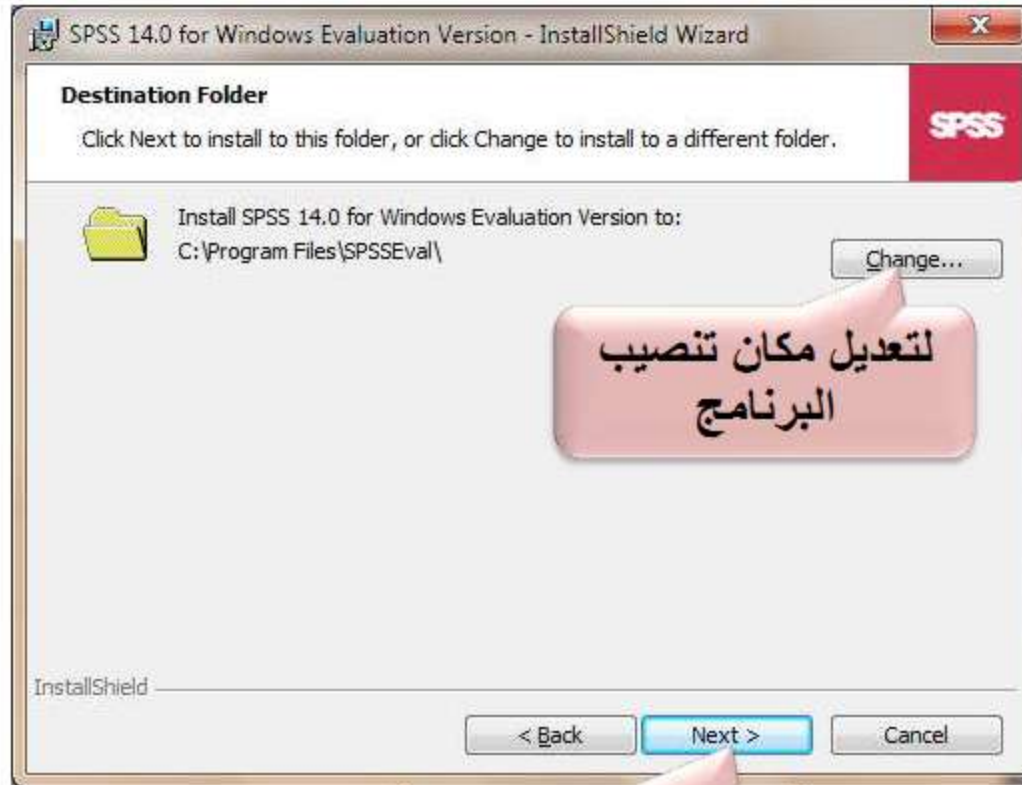 SPSS 14.0 for Windows Evaluation Version - InstallShield Wizard
Destination Folder
Click Next to install to this folder, or click Change to install to a different folder.
SPSS
Install SPSS 14.0 for Windows Evaluation Version to:
C:\Program Files\SPSSEval\
Change...
لتعديل مكان تنصيب
البرنامج
InstallShield
< Back
Next >
Cancel